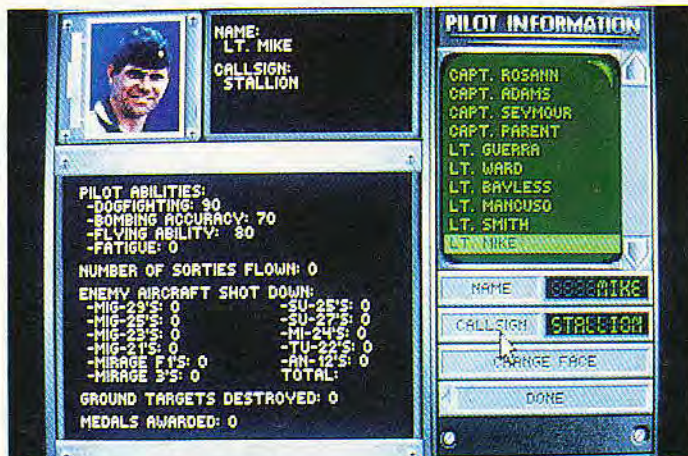 NAME:
LT. MIKE
CALLSIGN:
STALLION
PILOT ABILITIES:
-DOGFIGHTING: 90
-BOMBING ACCURACY: 70
-FLYING ABILITY: 80
-FATIGUE: 0
NUMBER OF SORTIES FLOWN: 0
ENEMY AIRCRAFT SHOT DOWN:
-MIG-29'S: 0 -SU-25'S: 0
-MIG-25'S: 0 -SU-27'S: 0
-MIG-23'S: 0 -MI-24'S: 0
-MIG-21'S: 0 -TU-22'S: 0
-MIRAGE F1'S: 0 -AN-12'S: 0
-MIRAGE 3'S: 0 TOTAL:
GROUND TARGETS DESTROYED: 0
MEDALS AWARDED: 0
PILOT INFORMATION
CAPT. ROSANN
CAPT. ADAMS
CAPT. SEYMOUR
CAPT. PARENT
LT. GUERRA
LT. WARD
LT. BAYLESS
LT. MANCUSO
LT. SMITH
LT. MIKE
NAME MIKE
CALLSIGN STALLION
CHANGE FACE
DONE